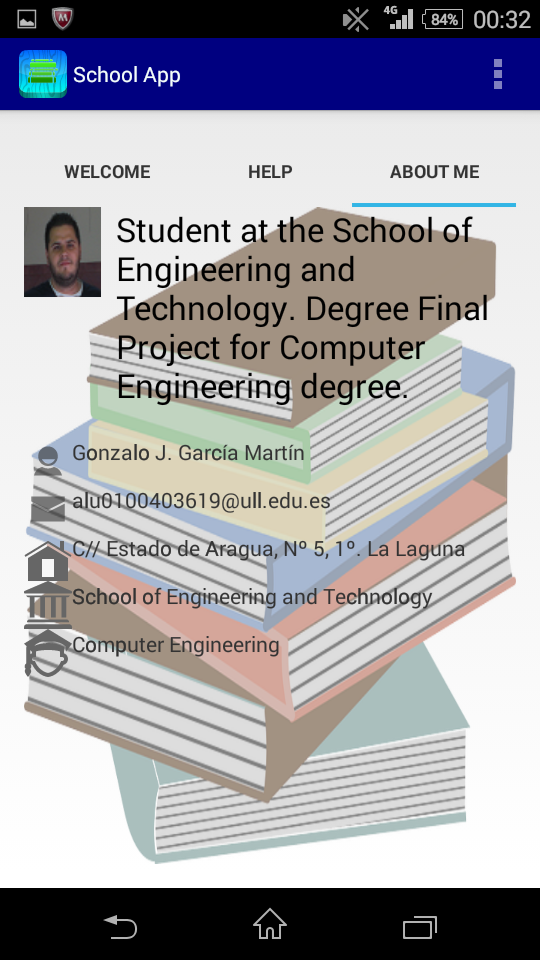 4G 84% 00:32
School App
WELCOME HELP ABOUT ME
Student at the School of
Engineering and
Technology. Degree Final
Project for Computer
Engineering degree.
Gonzalo J. García Martín
alu0100403619@ull.edu.es
C// Estado de Aragua, Nº 5, 1º. La Laguna
School of Engineering and Technology
Computer Engineering